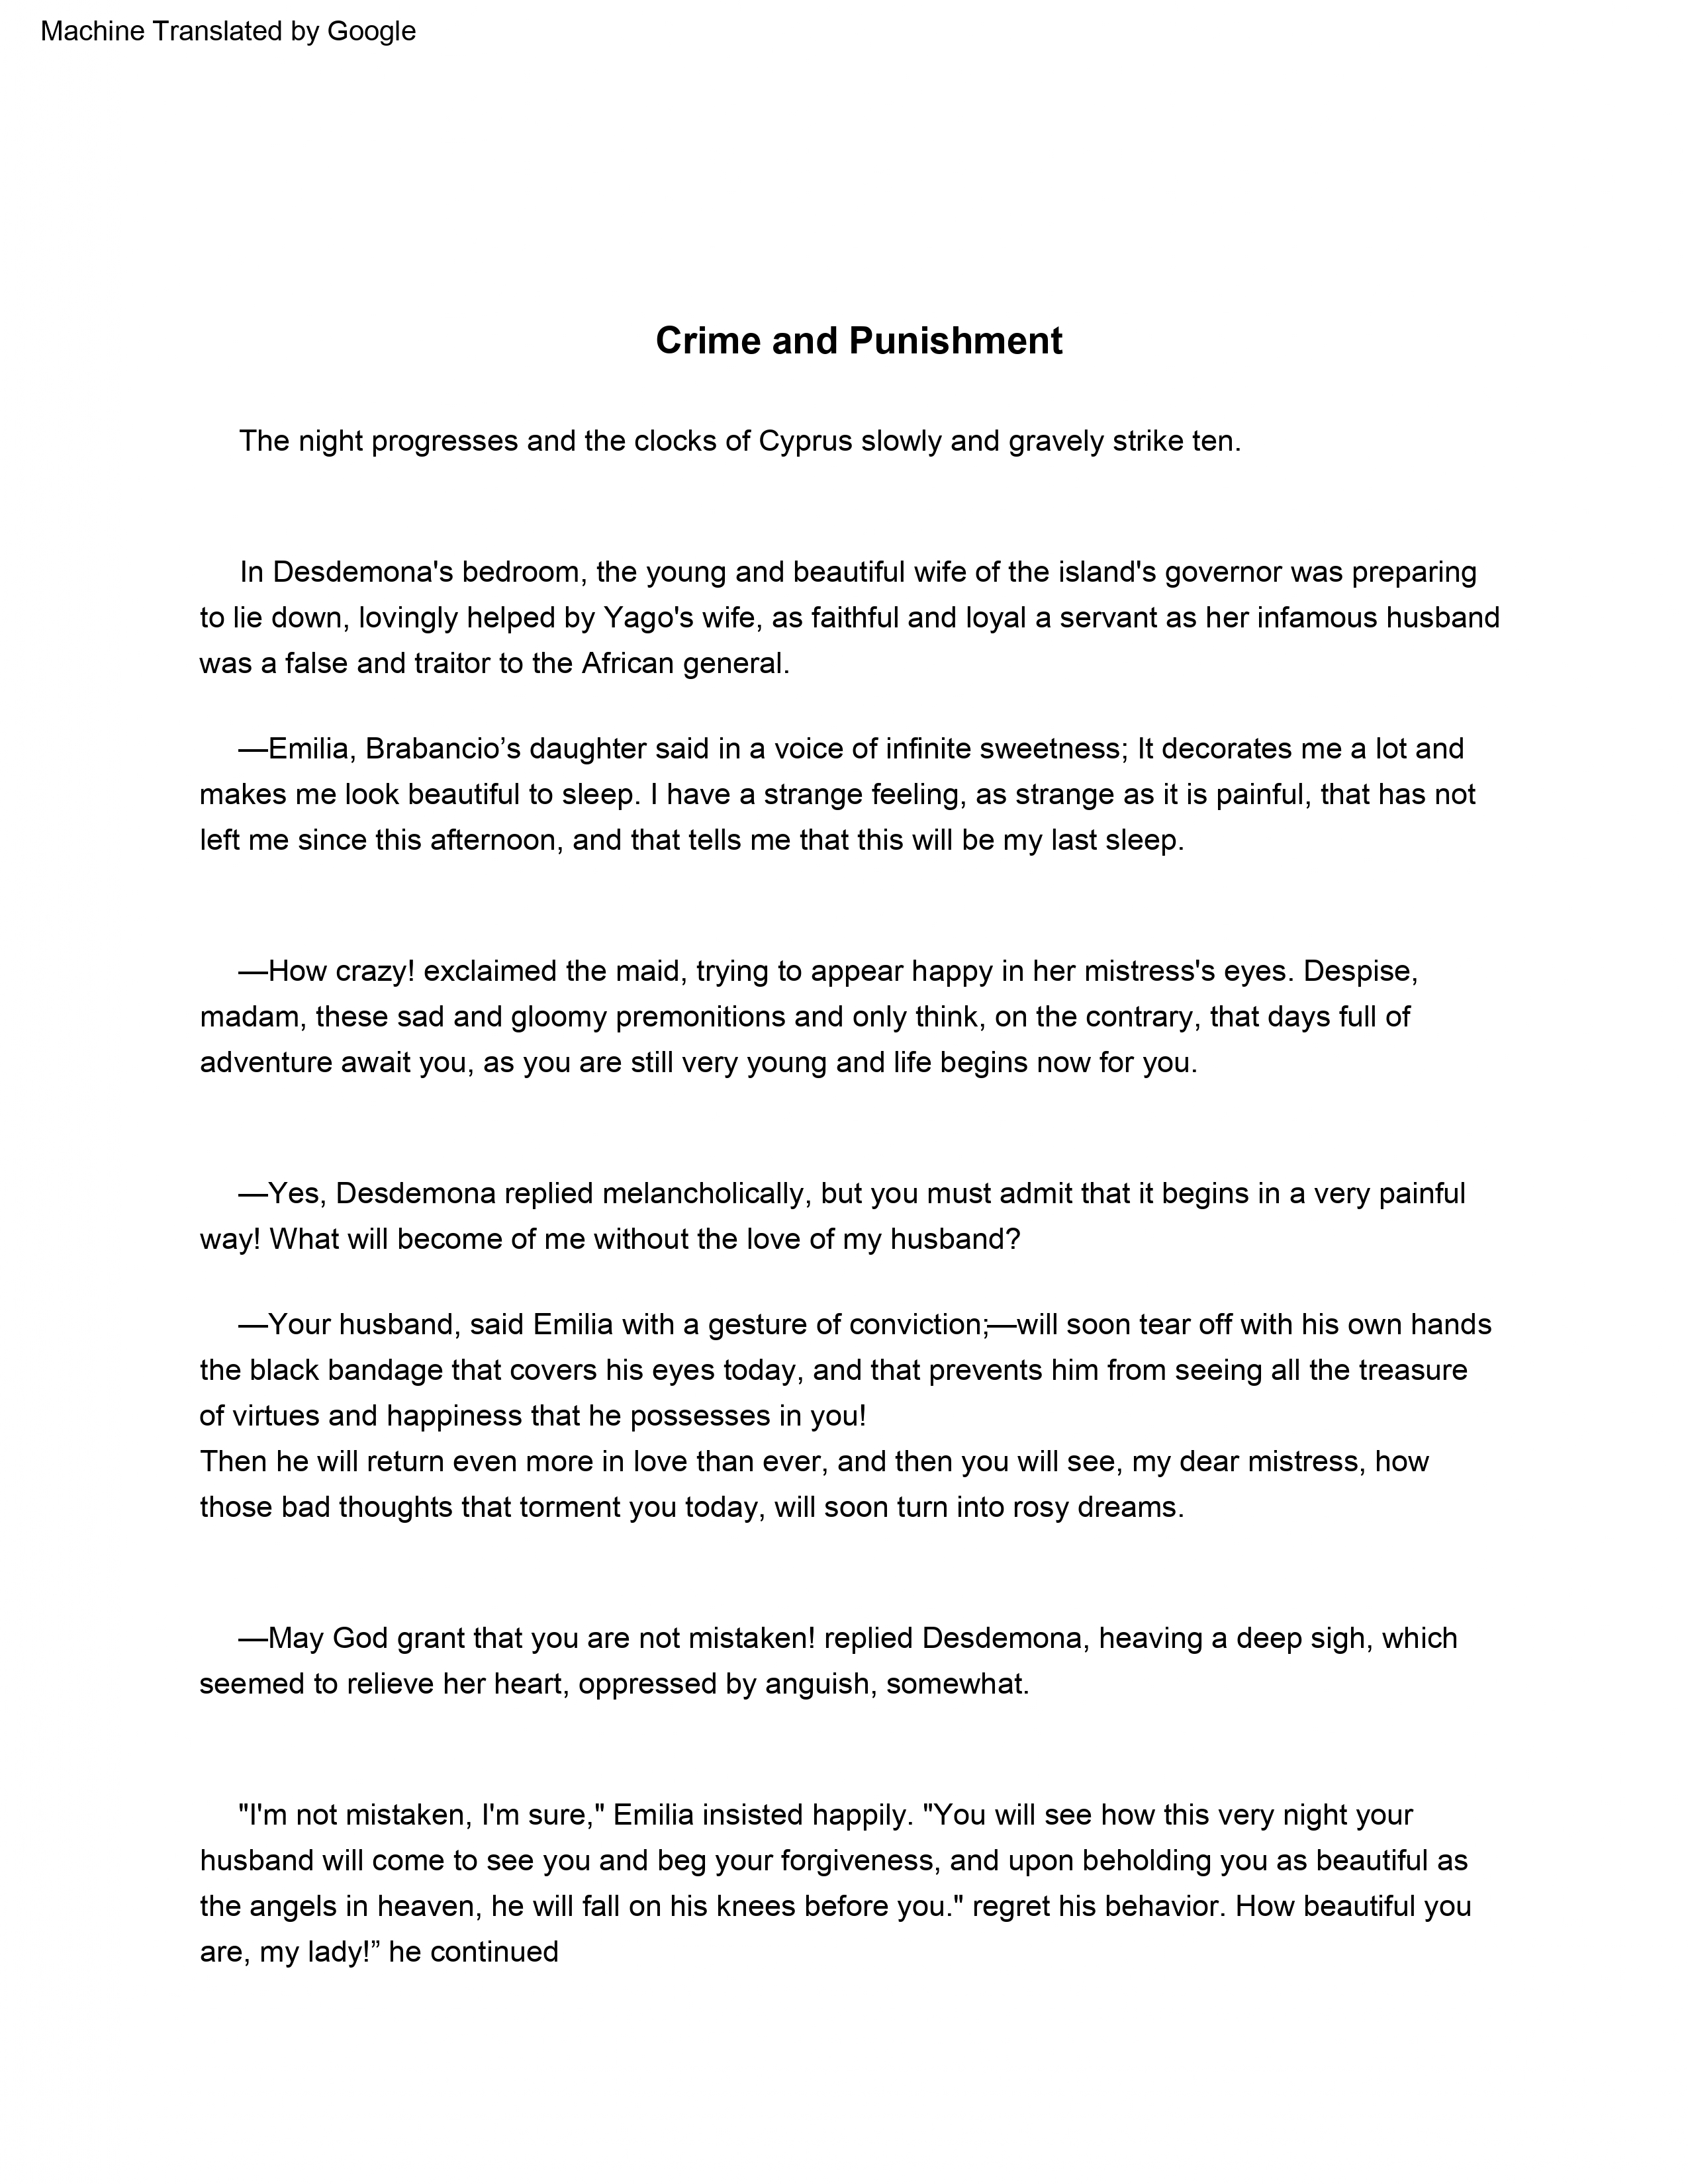 Machine Translated by Google
Crime and Punishment
The night progresses and the clocks of Cyprus slowly and gravely strike ten.
In Desdemona's bedroom, the young and beautiful wife of the island's governor was preparing
to lie down, lovingly helped by Yago's wife, as faithful and loyal a servant as her infamous husband
was a false and traitor to the African general.
—Emilia, Brabancio’s daughter said in a voice of infinite sweetness; It decorates me a lot and
makes me look beautiful to sleep. I have a strange feeling, as strange as it is painful, that has not
left me since this afternoon, and that tells me that this will be my last sleep.
—How crazy! exclaimed the maid, trying to appear happy in her mistress's eyes. Despise,
madam, these sad and gloomy premonitions and only think, on the contrary, that days full of
adventure await you, as you are still very young and life begins now for you.
—Yes, Desdemona replied melancholically, but you must admit that it begins in a very painful
way! What will become of me without the love of my husband?
—Your husband, said Emilia with a gesture of conviction;—will soon tear off with his own hands
the black bandage that covers his eyes today, and that prevents him from seeing all the treasure
of virtues and happiness that he possesses in you!
Then he will return even more in love than ever, and then you will see, my dear mistress, how
those bad thoughts that torment you today, will soon turn into rosy dreams.
—May God grant that you are not mistaken! replied Desdemona, heaving a deep sigh, which
seemed to relieve her heart, oppressed by anguish, somewhat.
"I'm not mistaken, I'm sure," Emilia insisted happily. "You will see how this very night your
husband will come to see you and beg your forgiveness, and upon beholding you as beautiful as
the angels in heaven, he will fall on his knees before you." regret his behavior. How beautiful you
are, my lady!” he continued